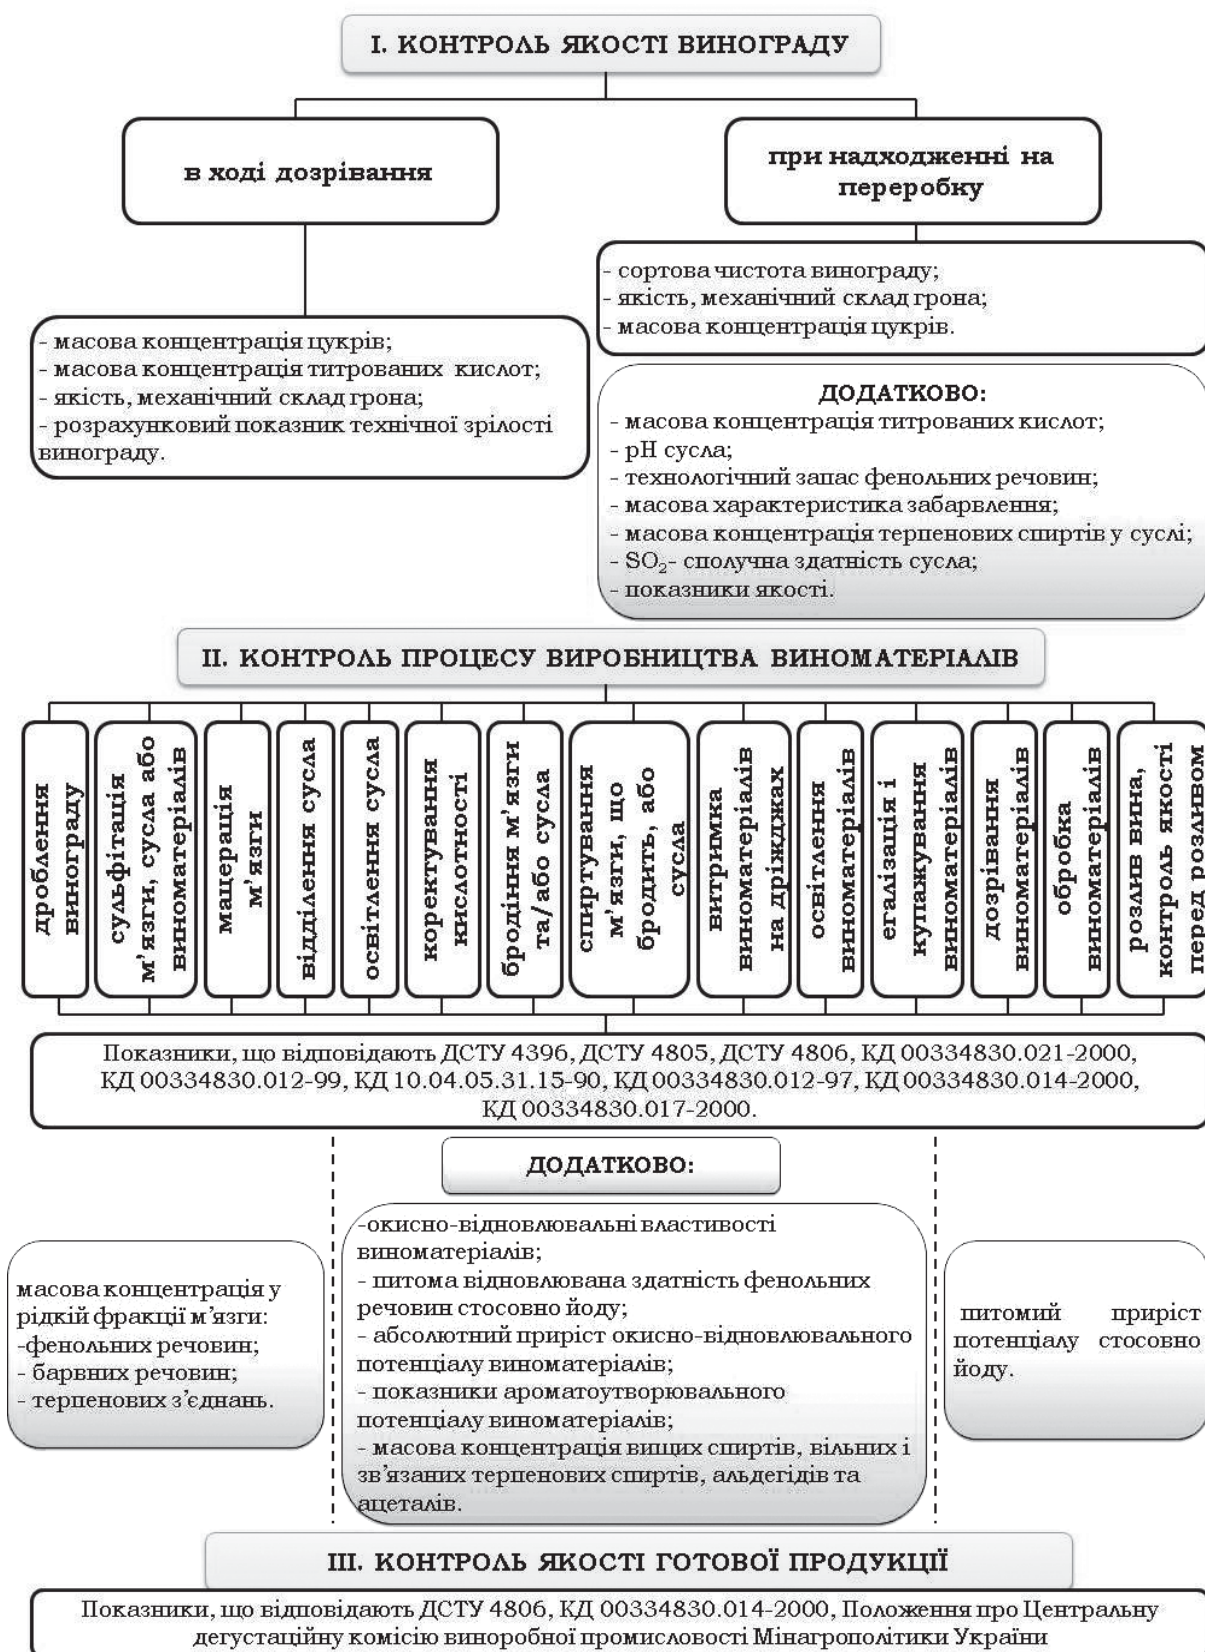 І. КОНТРОЛЬ ЯКОСТІ ВИНОГРАДУ
в ході дозрівання
при надходженні на
переробку
- масова концентрація цукрів;
- масова концентрація титрованих кислот;
- якість, механічний склад грона;
- розрахунковий показник технічної зрілості
винограду.
- сортова чистота винограду;
- якість, механічний склад грона;
- масова концентрація цукрів.
ДОДАТКОВО:
- масова концентрація титрованих кислот;
- рН сусла;
- технологічний запас фенольних речовин;
- масова характеристика забарвлення;
- масова концентрація терпенових спиртів у суслі;
- SO₂- сполучна здатність сусла;
- показники якості.
ІІ. КОНТРОЛЬ ПРОЦЕСУ ВИРОБНИЦТВА ВИНОМАТЕРІАЛІВ
дроблення
винограду
сульфітація
м'язги, сусла або
виноматеріалів
мацерація
м'язги
відділення сусла
освітлення сусла
коректування
кислотності
бродіння м'язги
та/або сусла
спиртування
м'язги, що
бродить, або
сусла
витримка
виноматеріалів
на дріжджах
освітлення
виноматеріалів
егалізація і
купажування
виноматеріалів
дозрівання
виноматеріалів
обробка
виноматеріалів
розлив вина,
контроль якості
перед розливом
Показники, що відповідають ДСТУ 4396, ДСТУ 4805, ДСТУ 4806, КД 00334830.021-2000,
КД 00334830.012-99, КД 10.04.05.31.15-90, КД 00334830.012-97, КД 00334830.014-2000,
КД 00334830.017-2000.
ДОДАТКОВО:
масова концентрація у
рідкій фракції м'язги:
-фенольних речовин;
- барвних речовин;
- терпенових з'єднань.
-окисно-відновлювальні властивості
виноматеріалів;
- питома відновлювана здатність фенольних
речовин стосовно йоду;
- абсолютний приріст окисно-відновлювального
потенціалу виноматеріалів;
- показники ароматоутворювального
потенціалу виноматеріалів;
- масова концентрація вищих спиртів, вільних і
зв'язаних терпенових спиртів, альдегідів та
ацеталів.
питомий приріст
потенціалу стосовно
йоду.
ІІІ. КОНТРОЛЬ ЯКОСТІ ГОТОВОЇ ПРОДУКЦІЇ
Показники, що відповідають ДСТУ 4806, КД 00334830.014-2000, Положення про Центральну
дегустаційну комісію виноробної промисловості Мінагрополітики України